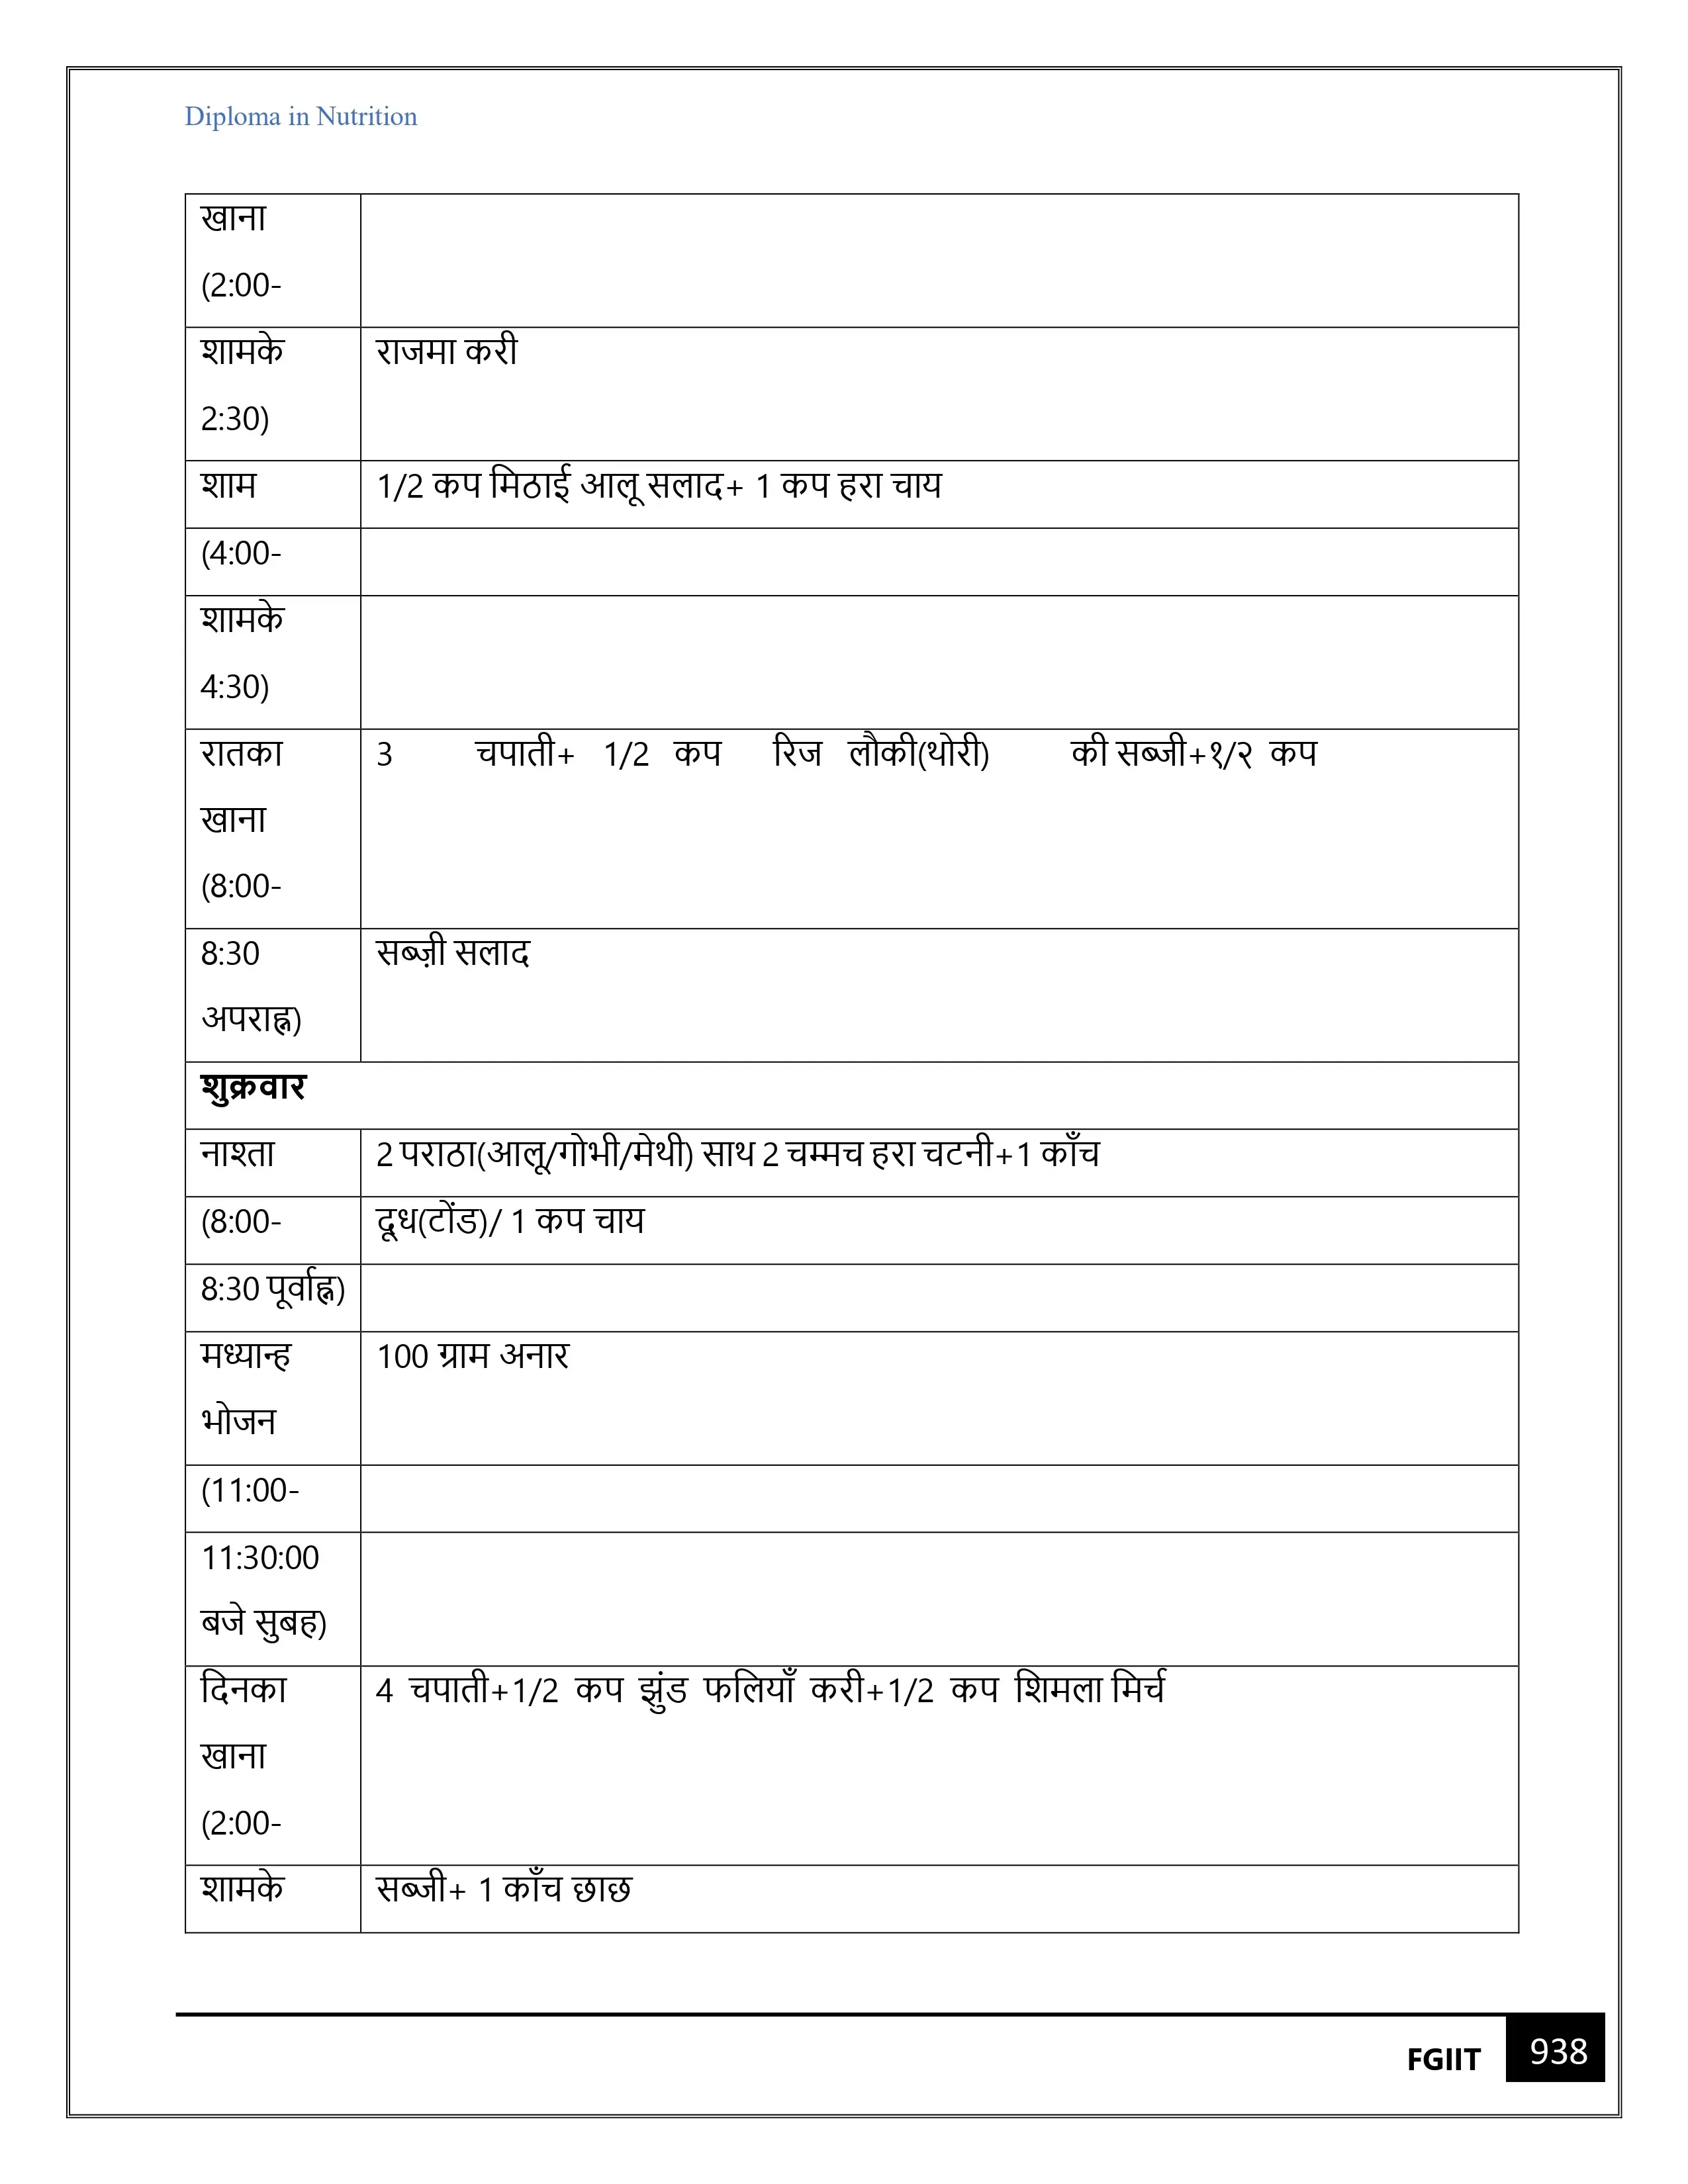 Diploma in Nutrition
खाना
(2:00-
शामके राजमा करी
2:30)
शाम 1/2 कप मिठाई आलू सलाद+ 1 कप हरा चाय
(4:00-
शामके
4:30)
रातका 3 चपाती+ 1/2 कप रिज लौकी(थोरी) की सब्जी+१/२ कप
खाना
(8:00-
8:30 सब्ज़ी सलाद
अपराह्न)
शुक्रवार
नाश्ता 2 पराठा(आलू/गोभी/मेथी) साथ 2 चम्मच हरा चटनी+1 काँच
(8:00- दूध(टोंड)/ 1 कप चाय
8:30 पूर्वाह्न)
मध्यान्ह 100 ग्राम अनार
भोजन
(11:00-
11:30:00
बजे सुबह)
दिनका 4 चपाती+1/2 कप झुंड फलियाँ करी+1/2 कप शिमला मिर्च
खाना
(2:00-
शामके सब्जी+ 1 काँच छाछ
FGIIT 938